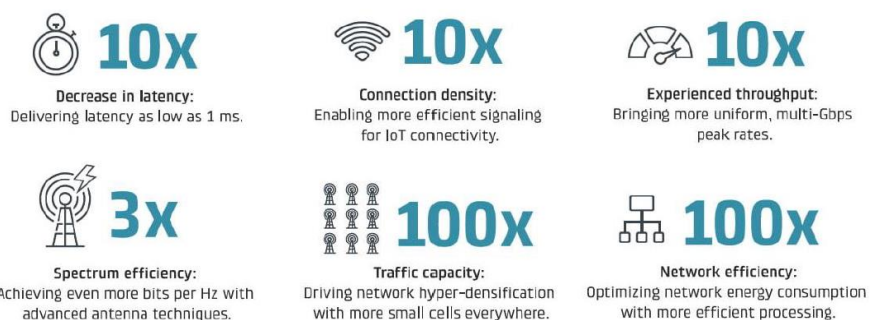 10x
Decrease in latency:
Delivering latency as low as 1 ms.
10x
Connection density:
Enabling more efficient signaling
for IoT connectivity.
10x
Experienced throughput:
Bringing more uniform, multi-Gbps
peak rates.
3x
Spectrum efficiency:
Achieving even more bits per Hz with
advanced antenna techniques.
100x
Traffic capacity:
Driving network hyper-densification
with more small cells everywhere.
100x
Network efficiency:
Optimizing network energy consumption
with more efficient processing.